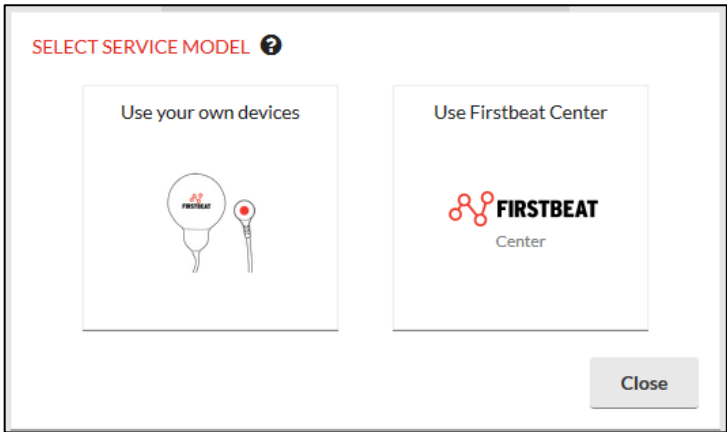 SELECT SERVICE MODEL ?
Use your own devices
Use Firstbeat Center
FIRSTBEAT
FIRSTBEAT
Center
Close